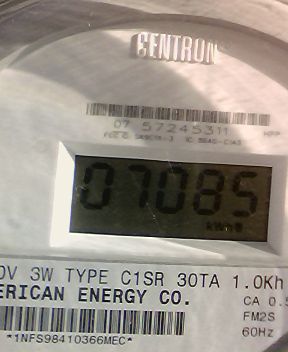 CENTRON
07 57245311
07085
kWh
0V 3W TYPE C1SR 30TA 1.0Kh
ERICAN ENERGY CO.
CA 0.5
FM2S
60Hz
*1NFS98410366MEC*